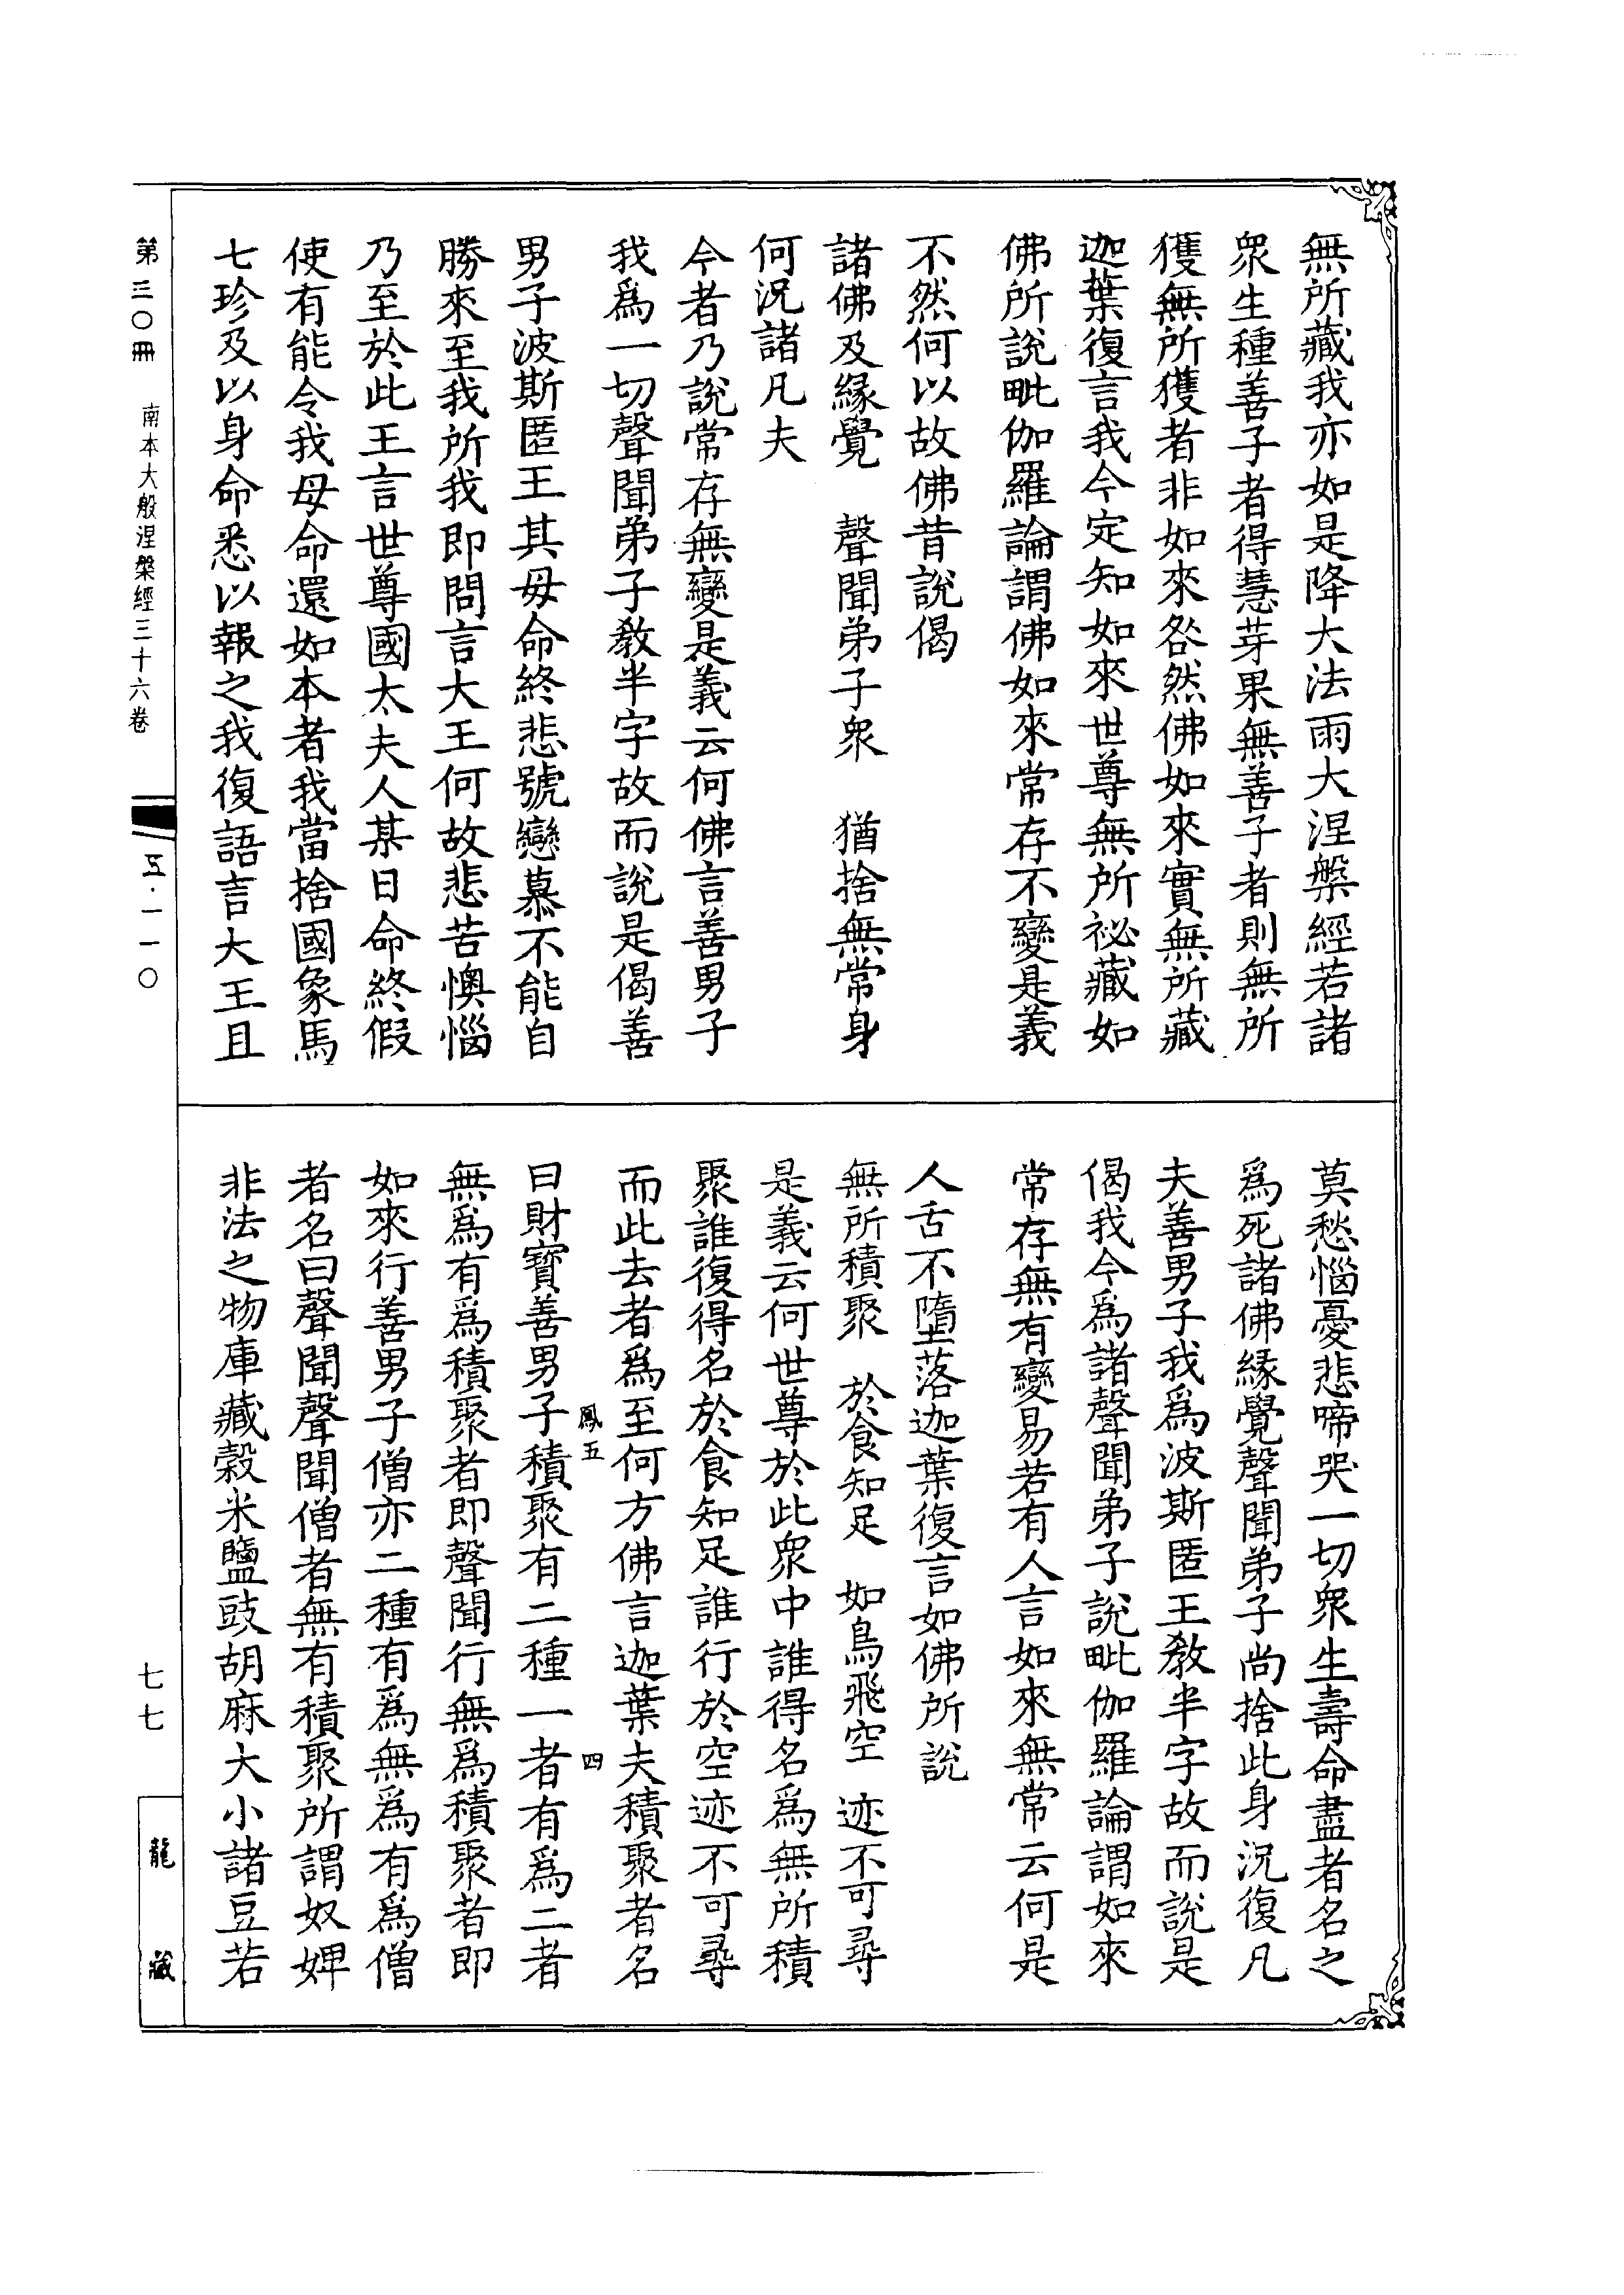 無所藏我亦如是降大法雨大涅槃經若諸
眾生種善子者得慧芽果無善子者則無所
獲無所獲者非如來咎然佛如來實無所藏
迦葉復言我今定知如來世尊無所祕藏如
佛所說毗伽羅論謂佛如來常存不變是義
不然何以故佛昔說偈
諸佛及緣覺　聲聞弟子眾　猶捨無常身
何況諸凡夫
今者乃說常存無變是義云何佛言善男子
我為一切聲聞弟子教半字故而說是偈善
男子波斯匿王其母命終悲號戀慕不能自
勝來至我所我即問言大王何故悲苦懊惱
乃至於此王言世尊國太夫人某日命終假
使有能令我母命還如本者我當捨國象馬
七珍及以身命悉以報之我復語言大王且
莫愁惱憂悲啼哭一切眾生壽命盡者名之
為死諸佛緣覺聲聞弟子尚捨此身況復凡
夫善男子我為波斯匿王教半字故而說是
偈我今為諸聲聞弟子說毗伽羅論謂如來
常存無有變易若有人言如來無常云何是
人舌不墮落迦葉復言如佛所說
無所積聚　於食知足　如鳥飛空　迹不可尋
是義云何世尊於此眾中誰得名為無所積
聚誰復得名於食知足誰行於空迹不可尋
而此去者為至何方佛言迦葉夫積聚者名
鳳五　四
曰財寶善男子積聚有二種一者有為二者
無為有為積聚者即聲聞行無為積聚者即
如來行善男子僧亦二種有為無為有為僧
者名曰聲聞聲聞僧者無有積聚所謂奴婢
非法之物庫藏穀米鹽豉胡麻大小諸豆若
第三〇冊　南本大般涅槃經三十六卷
五·一一〇
七七
龍藏